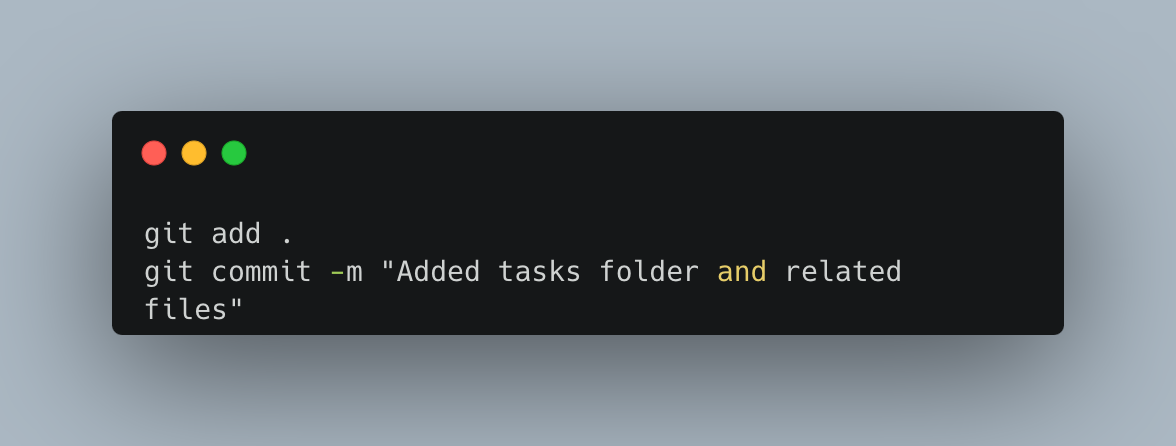 git add .
git commit -m "Added tasks folder and related
files"